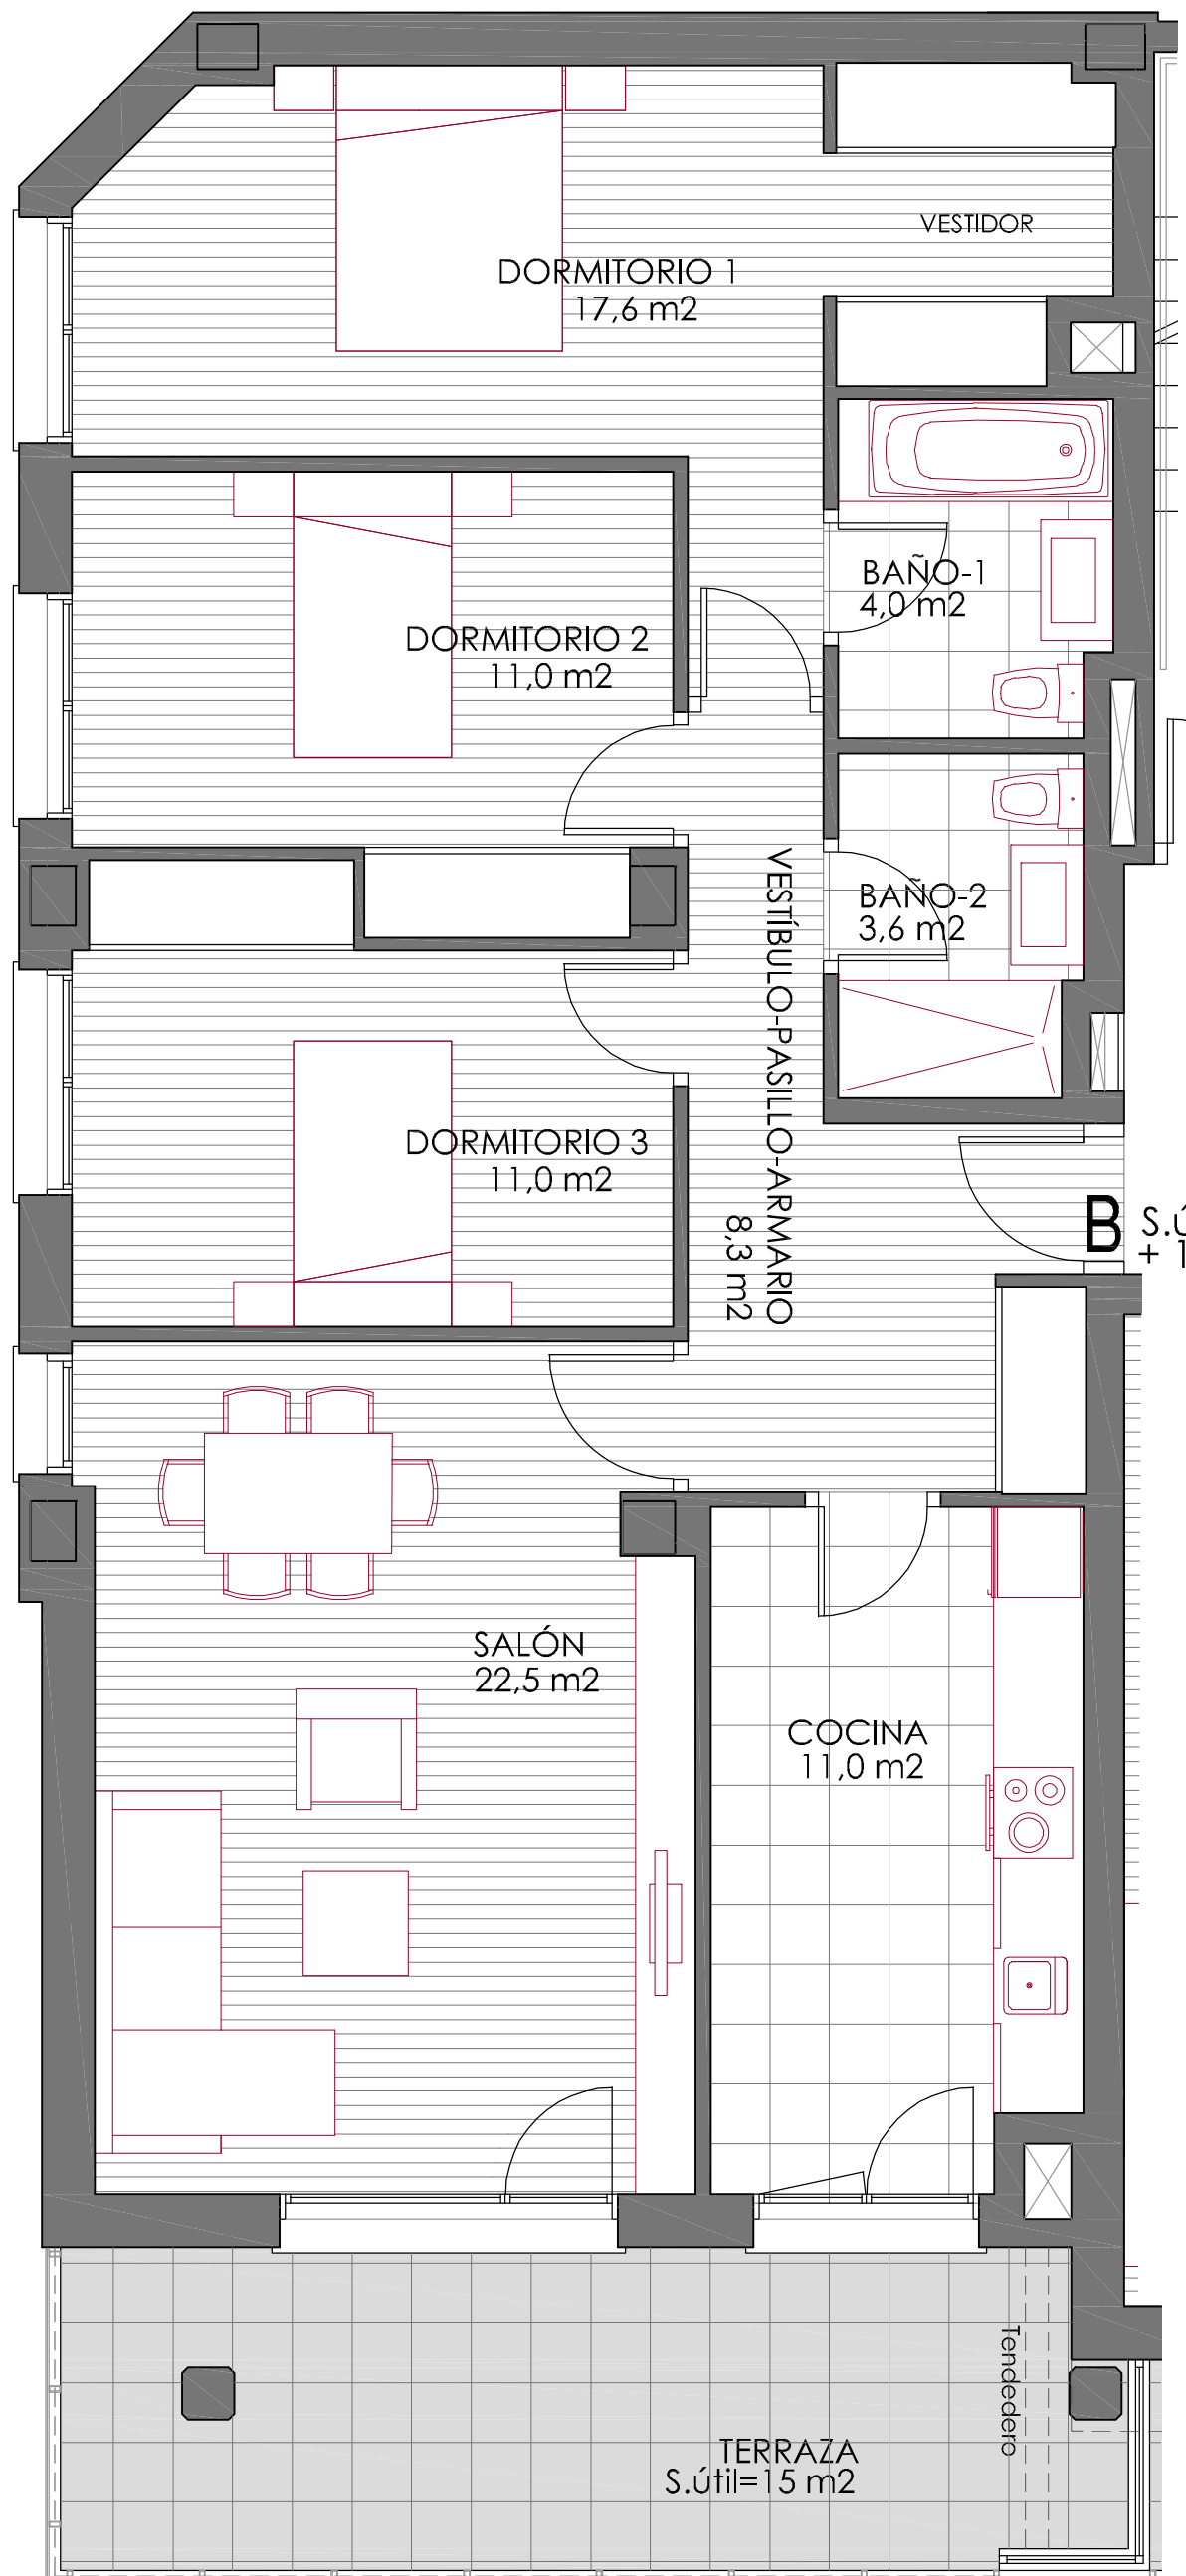 VESTIDOR
DORMITORIO 1
17,6 m2
BAÑO-1
4,0 m2
DORMITORIO 2
11,0 m2
BAÑO-2
3,6 m2
VESTÍBULO-PASILLO-ARMARIO
8,3 m2
DORMITORIO 3
11,0 m2
B
S.ú
+ 1
SALÓN
22,5 m2
COCINA
11,0 m2
Tendedero
TERRAZA
S.útil=15 m2